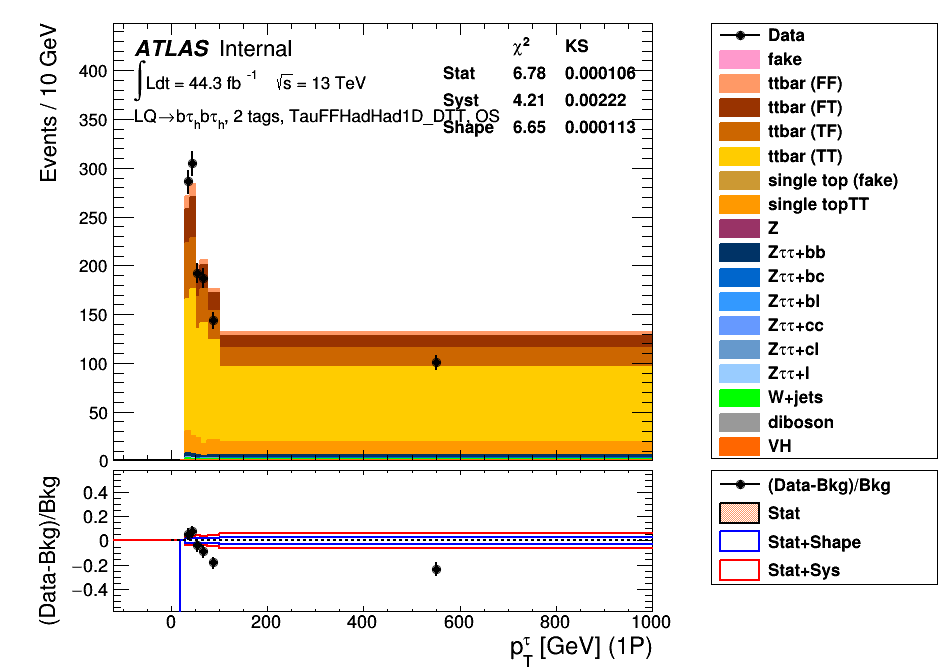 Events / 10 GeV
400
350
300
250
200
150
100
50
0
ATLAS Internal
∫Ldt = 44.3 fb⁻¹ √s = 13 TeV
LQ→bτₕbτₕ, 2 tags, TauFFHadHad1D_DTT, OS
χ² KS
Stat 6.78 0.000106
Syst 4.21 0.00222
Shape 6.65 0.000113
Data
fake
ttbar (FF)
ttbar (FT)
ttbar (TF)
ttbar (TT)
single top (fake)
single topTT
Z
Zττ+bb
Zττ+bc
Zττ+bl
Zττ+cc
Zττ+cl
Zττ+l
W+jets
diboson
VH
(Data-Bkg)/Bkg
0.4
0.2
0
−0.2
−0.4
0 200 400 600 800 1000
p_T^τ [GeV] (1P)
(Data-Bkg)/Bkg
Stat
Stat+Shape
Stat+Sys